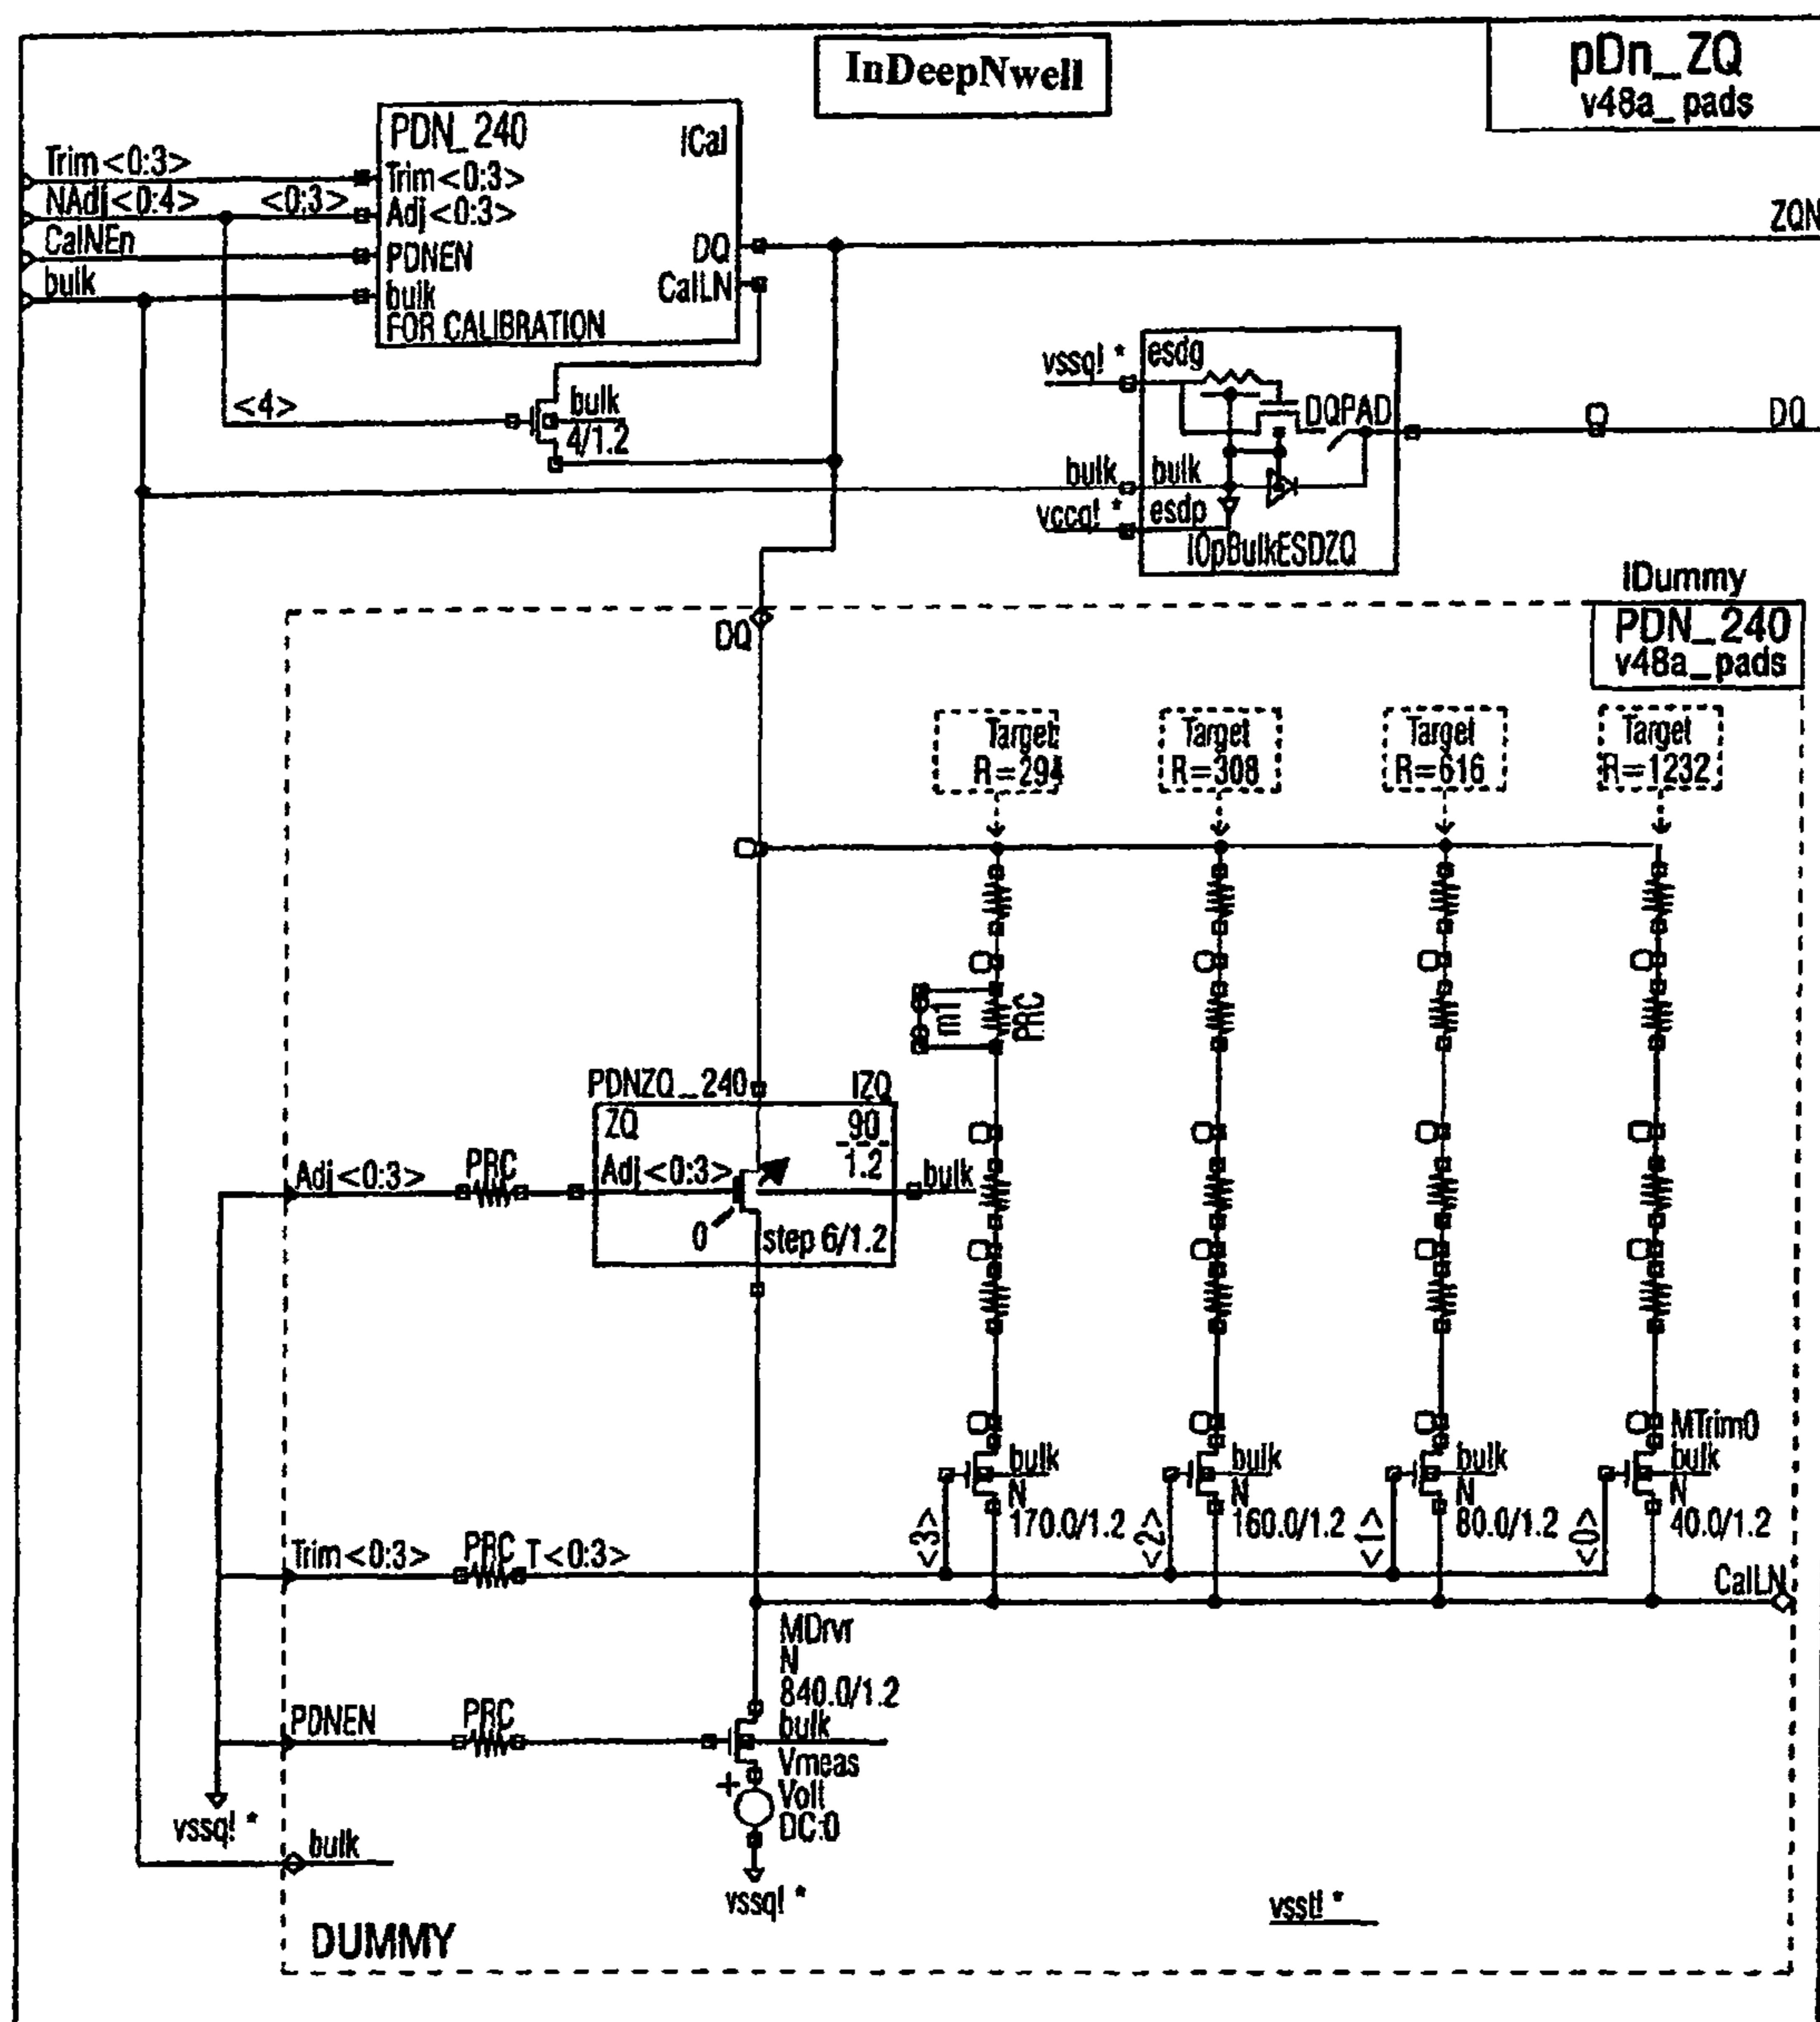 InDeepNwell
pDn_ZQ
v48a_pads
PDN_240
ICal
Trim<0:3>
NAdj<0:4>
<0:3>
CalNEn
bulk
Trim<0:3>
Adj<0:3>
PDNEN
bulk
FOR CALIBRATION
DQ
CalLN
ZQN
<4>
bulk
4/1.2
vssq! *
esdg
DQPAD
DQ
bulk
bulk
vccq! *
esdp
IOpBulkESDZQ
IDummy
PDN_240
v48a_pads
DQ
Target
R=294
Target
R=308
Target
R=616
Target
R=1232
m1
PRC
PDNZQ_240
IZQ
ZQ
90
1.2
Adj<0:3>
PRC
Adj<0:3>
bulk
0
step 6/1.2
MTrim0
bulk
N
170.0/1.2
bulk
N
160.0/1.2
bulk
N
80.0/1.2
bulk
N
40.0/1.2
<3>
<2>
<1>
<0>
Trim<0:3>
PRC
T<0:3>
CalLN
MDrvr
N
840.0/1.2
bulk
PDNEN
PRC
Vmeas
+
Volt
DC:0
vssq! *
bulk
vssq! *
vsst! *
DUMMY